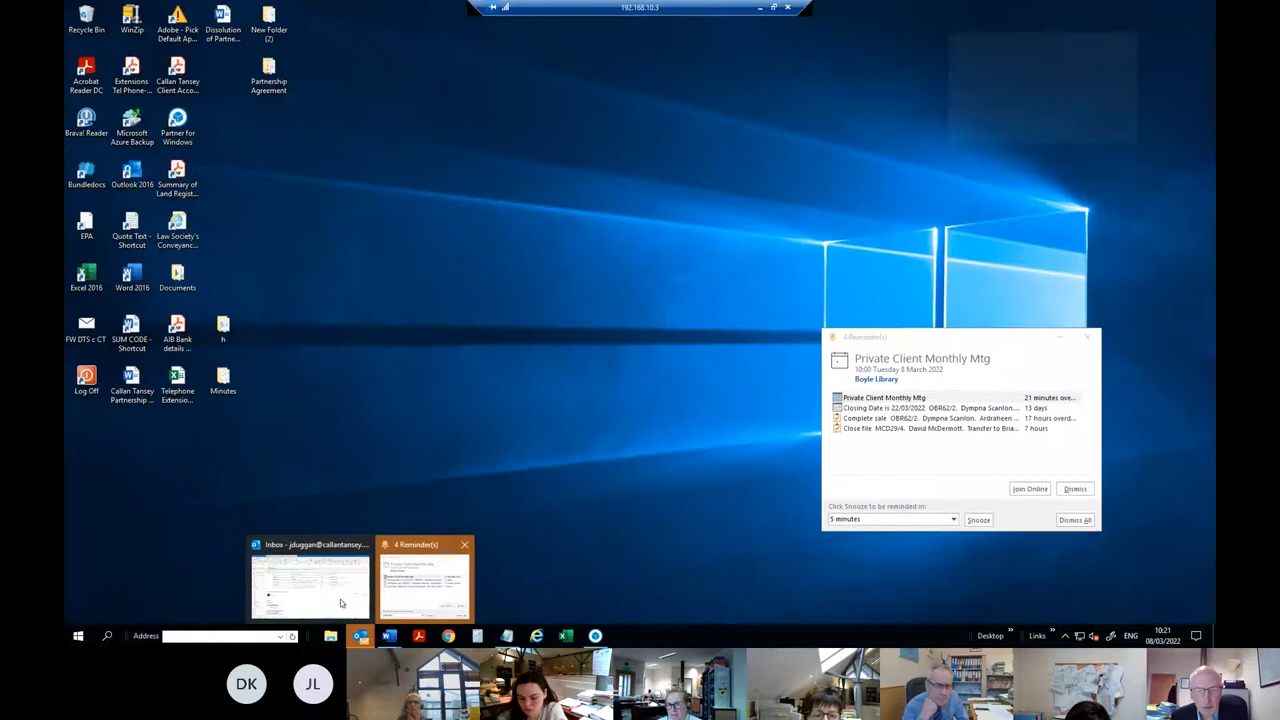 192.168.10.3
Recycle Bin
WinZip
Adobe - Pick
Default Ap...
Dissolution
of Partne...
New Folder
(2)
Acrobat
Reader DC
Extensions
Tel Phone-...
Callan Tansey
Client Acco...
Partnership
Agreement
Brava! Reader
Microsoft
Azure Backup
Partner for
Windows
Bundledocs
Outlook 2016
Summary of
Land Regist...
EPA
Quote Text -
Shortcut
Law Society's
Conveyanc...
Excel 2016
Word 2016
Documents
FW DTS c CT
SUM CODE -
Shortcut
AIB Bank
details ...
h
Log Off
Callan Tansey
Partnership ...
Telephone
Extensio...
Minutes
4 Reminder(s)
Private Client Monthly Mtg
10:00 Tuesday 8 March 2022
Boyle Library
Private Client Monthly Mtg 21 minutes ove...
Closing Date is 22/03/2022 OBR62/2. Dympna Scanlon.... 13 days
Complete sale OBR62/2. Dympna Scanlon. Ardraheen ... 17 hours overd...
Close file MCD29/4. David McDermott. Transfer to Bria... 7 hours
Join Online
Dismiss
Click Snooze to be reminded in:
5 minutes
Snooze
Dismiss All
Inbox - jduggan@callantansey....
4 Reminder(s)
Address
Desktop
Links
ENG
10:21
08/03/2022
DK
JL